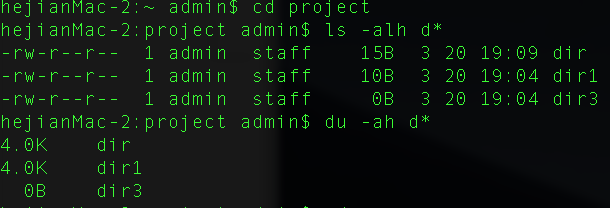 hejianMac-2:~ admin$ cd project
hejianMac-2:project admin$ ls -alh d*
-rw-r--r-- 1 admin staff 15B 3 20 19:09 dir
-rw-r--r-- 1 admin staff 10B 3 20 19:04 dir1
-rw-r--r-- 1 admin staff 0B 3 20 19:04 dir3
hejianMac-2:project admin$ du -ah d*
4.0K dir
4.0K dir1
0B dir3